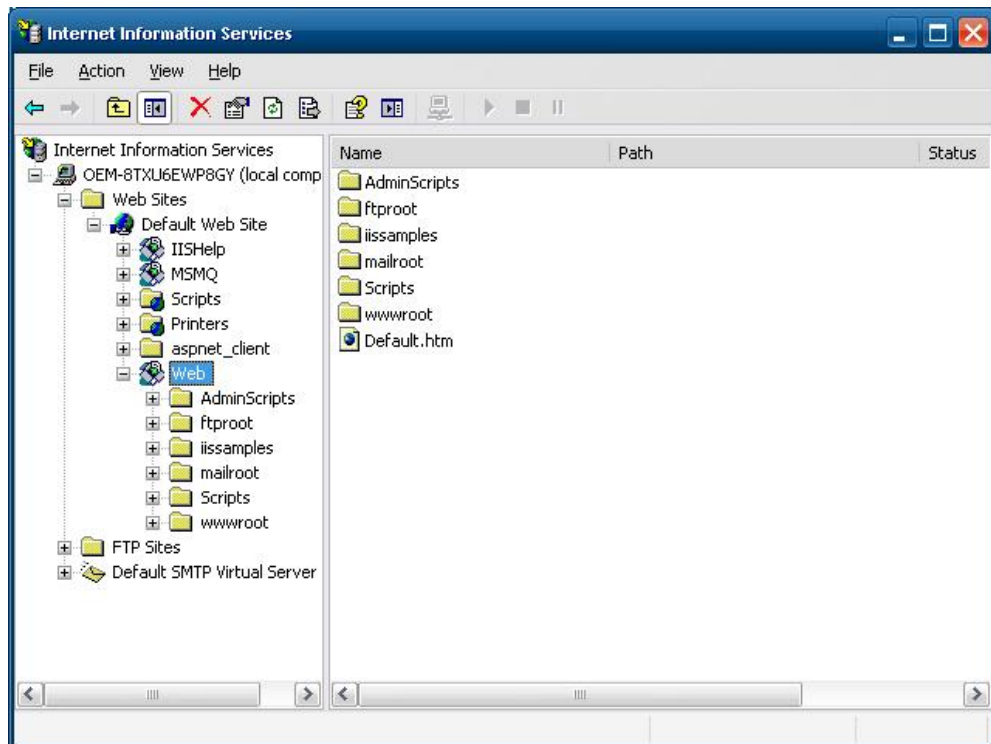 Internet Information Services
File Action View Help
Internet Information Services
OEM-8TXU6EWP8GY (local comp
Web Sites
Default Web Site
IISHelp
MSMQ
Scripts
Printers
aspnet_client
Web
AdminScripts
ftproot
iissamples
mailroot
Scripts
wwwroot
FTP Sites
Default SMTP Virtual Server
Name Path Status
AdminScripts
ftproot
iissamples
mailroot
Scripts
wwwroot
Default.htm